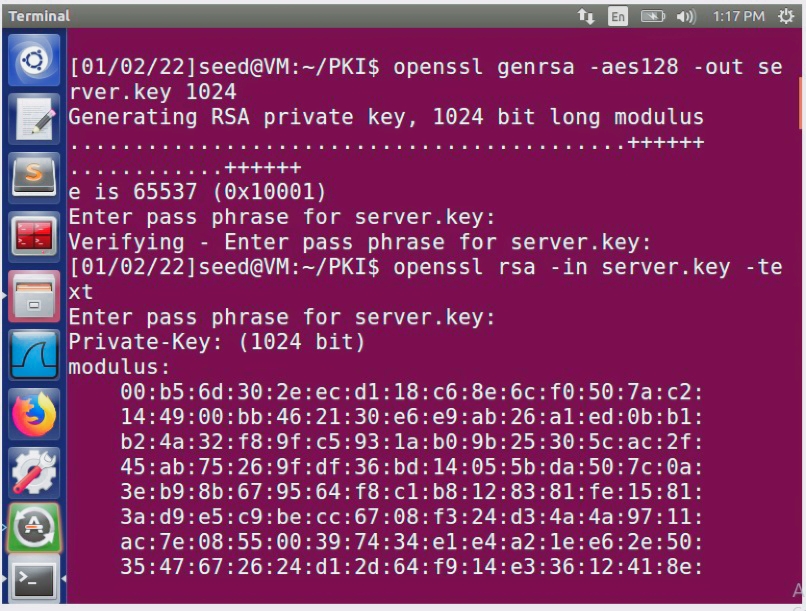 Terminal
En
1:17 PM
[01/02/22]seed@VM:~/PKI$ openssl genrsa -aes128 -out se
rver.key 1024
Generating RSA private key, 1024 bit long modulus
...........................................++++++
............++++++
e is 65537 (0x10001)
Enter pass phrase for server.key:
Verifying - Enter pass phrase for server.key:
[01/02/22]seed@VM:~/PKI$ openssl rsa -in server.key -te
xt
Enter pass phrase for server.key:
Private-Key: (1024 bit)
modulus:
00:b5:6d:30:2e:ec:d1:18:c6:8e:6c:f0:50:7a:c2:
14:49:00:bb:46:21:30:e6:e9:ab:26:a1:ed:0b:b1:
b2:4a:32:f8:9f:c5:93:1a:b0:9b:25:30:5c:ac:2f:
45:ab:75:26:9f:df:36:bd:14:05:5b:da:50:7c:0a:
3e:b9:8b:67:95:64:f8:c1:b8:12:83:81:fe:15:81:
3a:d9:e5:c9:be:cc:67:08:f3:24:d3:4a:4a:97:11:
ac:7e:08:55:00:39:74:34:e1:e4:a2:1e:e6:2e:50:
35:47:67:26:24:d1:2d:64:f9:14:e3:36:12:41:8e: